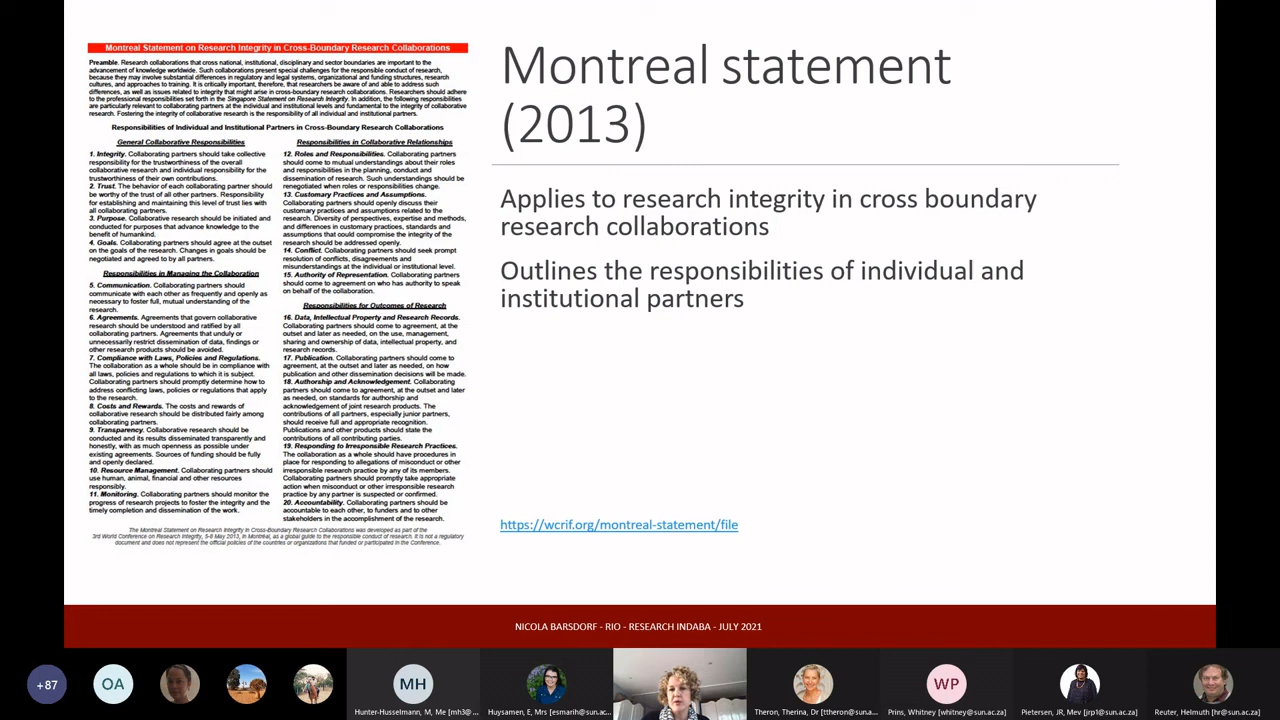 Montreal Statement on Research Integrity in Cross-Boundary Research Collaborations
Preamble. Research collaborations that cross national, institutional, disciplinary and sector boundaries are important to the
advancement of knowledge worldwide. Such collaborations present special challenges for the responsible conduct of research,
because they may involve substantial differences in regulatory and legal systems, organizational and funding structures, research
cultures, and approaches to training. It is critically important, therefore, that researchers be aware of and able to address such
differences, as well as issues related to integrity that might arise in cross-boundary research collaborations. Researchers should adhere
to the professional responsibilities set forth in the Singapore Statement on Research Integrity. In addition, the following responsibilities
are particularly relevant to collaborating partners at the individual and institutional levels and fundamental to the integrity of collaborative
research. Fostering the integrity of collaborative research is the responsibility of all individual and institutional partners.
Responsibilities of Individual and Institutional Partners in Cross-Boundary Research Collaborations
General Collaborative Responsibilities
1. Integrity. Collaborating partners should take collective
responsibility for the trustworthiness of the overall
collaborative research and individual responsibility for the
trustworthiness of their own contributions.
2. Trust. The behavior of each collaborating partner should
be worthy of the trust of all other partners. Responsibility
for establishing and maintaining this level of trust lies with
all collaborating partners.
3. Purpose. Collaborative research should be initiated and
conducted for purposes that advance knowledge to the
benefit of humankind.
4. Goals. Collaborating partners should agree at the outset
on the goals of the research. Changes in goals should be
negotiated and agreed to by all partners.
Responsibilities in Managing the Collaboration
5. Communication. Collaborating partners should
communicate with each other as frequently and openly as
necessary to foster full, mutual understanding of the
research.
6. Agreements. Agreements that govern collaborative
research should be understood and ratified by all
collaborating partners. Agreements that unduly or
unnecessarily restrict dissemination of data, findings or
other research products should be avoided.
7. Compliance with Laws, Policies and Regulations.
The collaboration as a whole should be in compliance with
all laws, policies and regulations to which it is subject.
Collaborating partners should promptly determine how to
address conflicting laws, policies or regulations that apply
to the research.
8. Costs and Rewards. The costs and rewards of
collaborative research should be distributed fairly among
collaborating partners.
9. Transparency. Collaborative research should be
conducted and its results disseminated transparently and
honestly, with as much openness as possible under
existing agreements. Sources of funding should be fully
and openly declared.
10. Resource Management. Collaborating partners should
use human, animal, financial and other resources
responsibly.
11. Monitoring. Collaborating partners should monitor the
progress of research projects to foster the integrity and the
timely completion and dissemination of the work.
Responsibilities in Collaborative Relationships
12. Roles and Responsibilities. Collaborating partners
should come to mutual understandings about their roles
and responsibilities in the planning, conduct and
dissemination of research. Such understandings should be
renegotiated when roles or responsibilities change.
13. Customary Practices and Assumptions.
Collaborating partners should openly discuss their
customary practices and assumptions related to the
research. Diversity of perspectives, expertise and methods,
and differences in customary practices, standards and
assumptions that could compromise the integrity of the
research should be addressed openly.
14. Conflict. Collaborating partners should seek prompt
resolution of conflicts, disagreements and
misunderstandings at the individual or institutional level.
15. Authority of Representation. Collaborating partners
should come to agreement on who has authority to speak
on behalf of the collaboration.
Responsibilities for Outcomes of Research
16. Data, Intellectual Property and Research Records.
Collaborating partners should come to agreement, at the
outset and later as needed, on the use, management,
sharing and ownership of data, intellectual property, and
research records.
17. Publication. Collaborating partners should come to
agreement, at the outset and later as needed, on how
publication and other dissemination decisions will be made.
18. Authorship and Acknowledgement. Collaborating
partners should come to agreement, at the outset and later
as needed, on standards for authorship and
acknowledgement of joint research products. The
contributions of all partners, especially junior partners,
should receive full and appropriate recognition.
Publications and other products should state the
contributions of all contributing parties.
19. Responding to Irresponsible Research Practices.
The collaboration as a whole should have procedures in
place for responding to allegations of misconduct or other
irresponsible research practice by any of its members.
Collaborating partners should promptly take appropriate
action when misconduct or other irresponsible research
practice by any partner is suspected or confirmed.
20. Accountability. Collaborating partners should be
accountable to each other, to funders and to other
stakeholders in the accomplishment of the research.
The Montreal Statement on Research Integrity in Cross-Boundary Research Collaborations was developed as part of the
3rd World Conference on Research Integrity, 5-8 May 2013, in Montréal, as a global guide to the responsible conduct of research. It is not a regulatory
document and does not represent the official policies of the countries or organizations that funded or participated in the Conference.
Montreal statement
(2013)
Applies to research integrity in cross boundary
research collaborations
Outlines the responsibilities of individual and
institutional partners
https://wcrif.org/montreal-statement/file
NICOLA BARSDORF - RIO - RESEARCH INDABA - JULY 2021
+87
OA
MH
WP
Hunter-Husselmann, M, Me [mh3@...
Huysamen, E, Mrs [esmarih@sun.ac...
Theron, Therina, Dr [ttheron@sun.a...
Prins, Whitney [whitney@sun.ac.za]
Pietersen, JR, Mev [jrp1@sun.ac.za]
Reuter, Helmuth [hr@sun.ac.za]